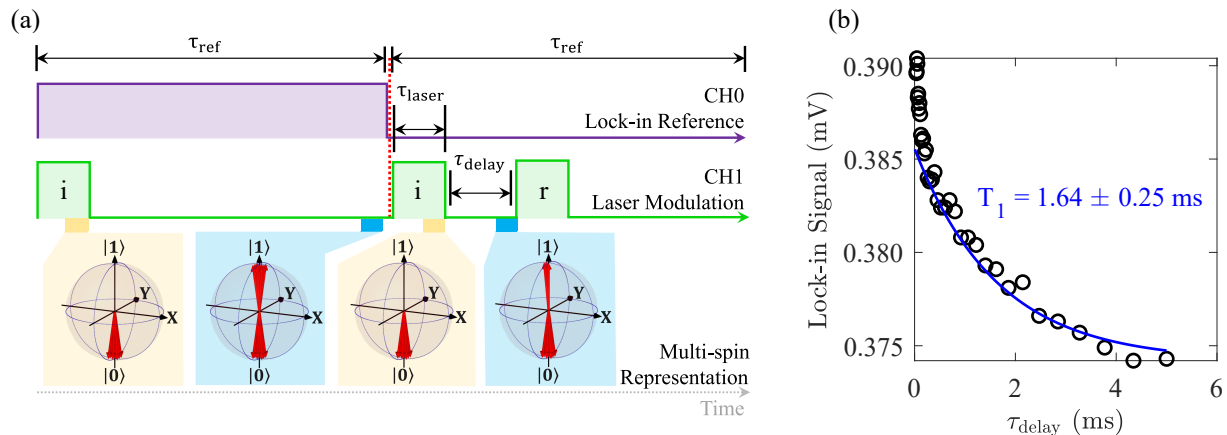 (a)
τref
τref
τlaser
CH0
Lock-in Reference
τdelay
CH1
Laser Modulation
i
i
r
|1⟩
|1⟩
|1⟩
|1⟩
Y
X
Y
X
Y
X
Y
X
|0⟩
|0⟩
|0⟩
|0⟩
Multi-spin
Representation
Time
(b)
Lock-in Signal (mV)
0.390
0.385
0.380
0.375
T1 = 1.64 ± 0.25 ms
0
2
4
6
τdelay (ms)